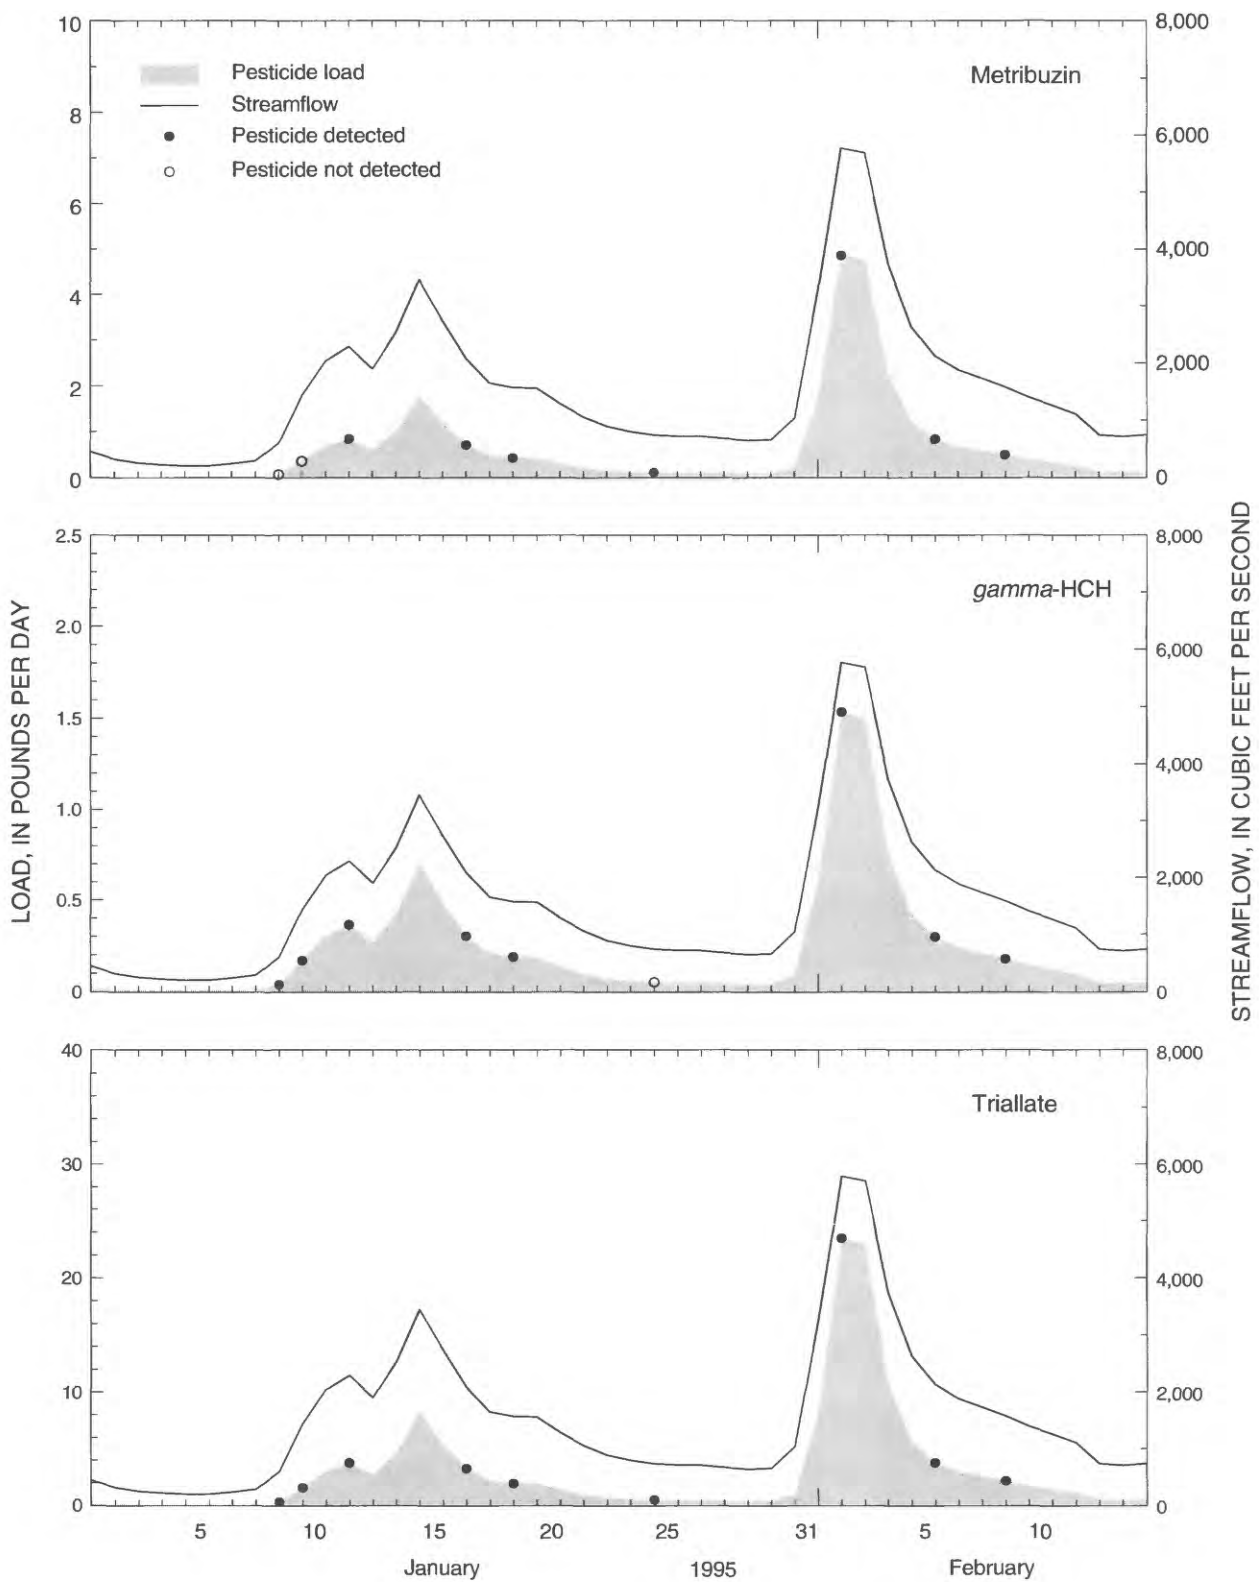 10
8
6
4
2
0
8,000
6,000
4,000
2,000
0
Pesticide load
Streamflow
Pesticide detected
Pesticide not detected
Metribuzin
2.5
2.0
1.5
1.0
0.5
0
8,000
6,000
4,000
2,000
0
gamma-HCH
LOAD, IN POUNDS PER DAY
STREAMFLOW, IN CUBIC FEET PER SECOND
40
30
20
10
0
8,000
6,000
4,000
2,000
0
Triallate
5 10 15 20 25 31 5 10
January 1995 February